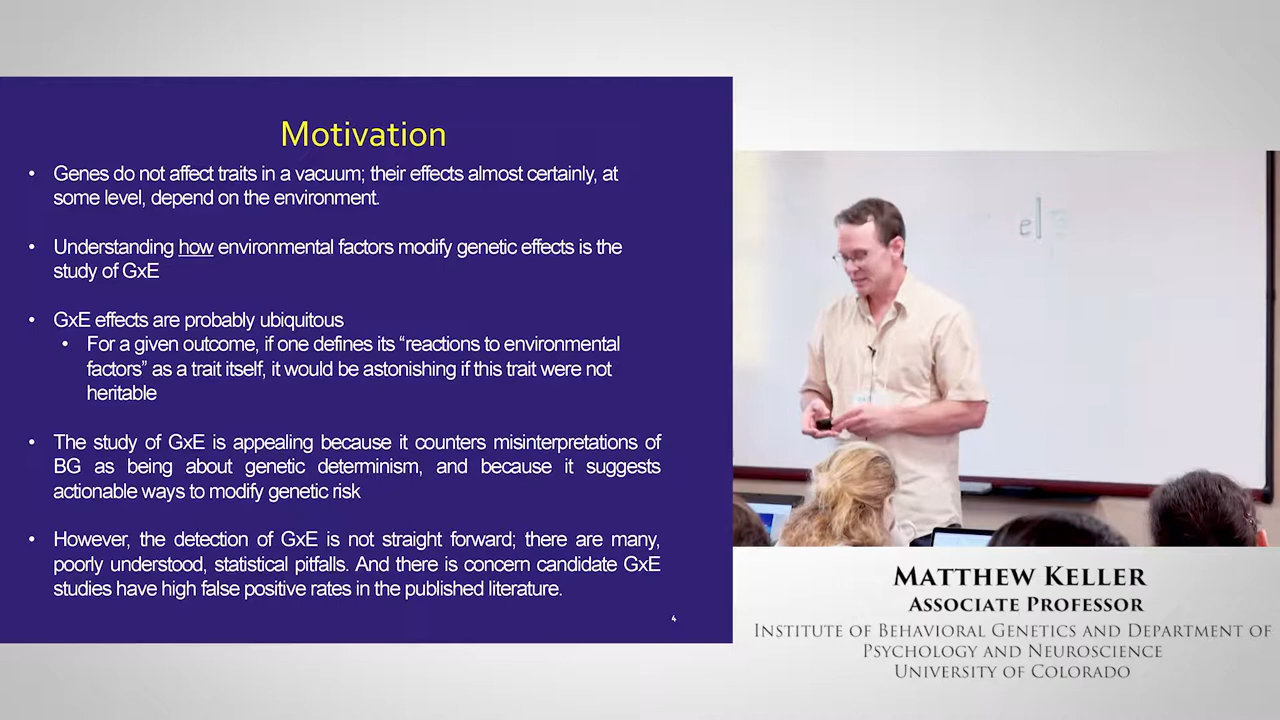 Motivation
• Genes do not affect traits in a vacuum; their effects almost certainly, at
some level, depend on the environment.
• Understanding how environmental factors modify genetic effects is the
study of GxE
• GxE effects are probably ubiquitous
• For a given outcome, if one defines its “reactions to environmental
factors” as a trait itself, it would be astonishing if this trait were not
heritable
• The study of GxE is appealing because it counters misinterpretations of
BG as being about genetic determinism, and because it suggests
actionable ways to modify genetic risk
• However, the detection of GxE is not straight forward; there are many,
poorly understood, statistical pitfalls. And there is concern candidate GxE
studies have high false positive rates in the published literature.
4
el
Matthew Keller
Associate Professor
Institute of Behavioral Genetics and Department of
Psychology and Neuroscience
University of Colorado